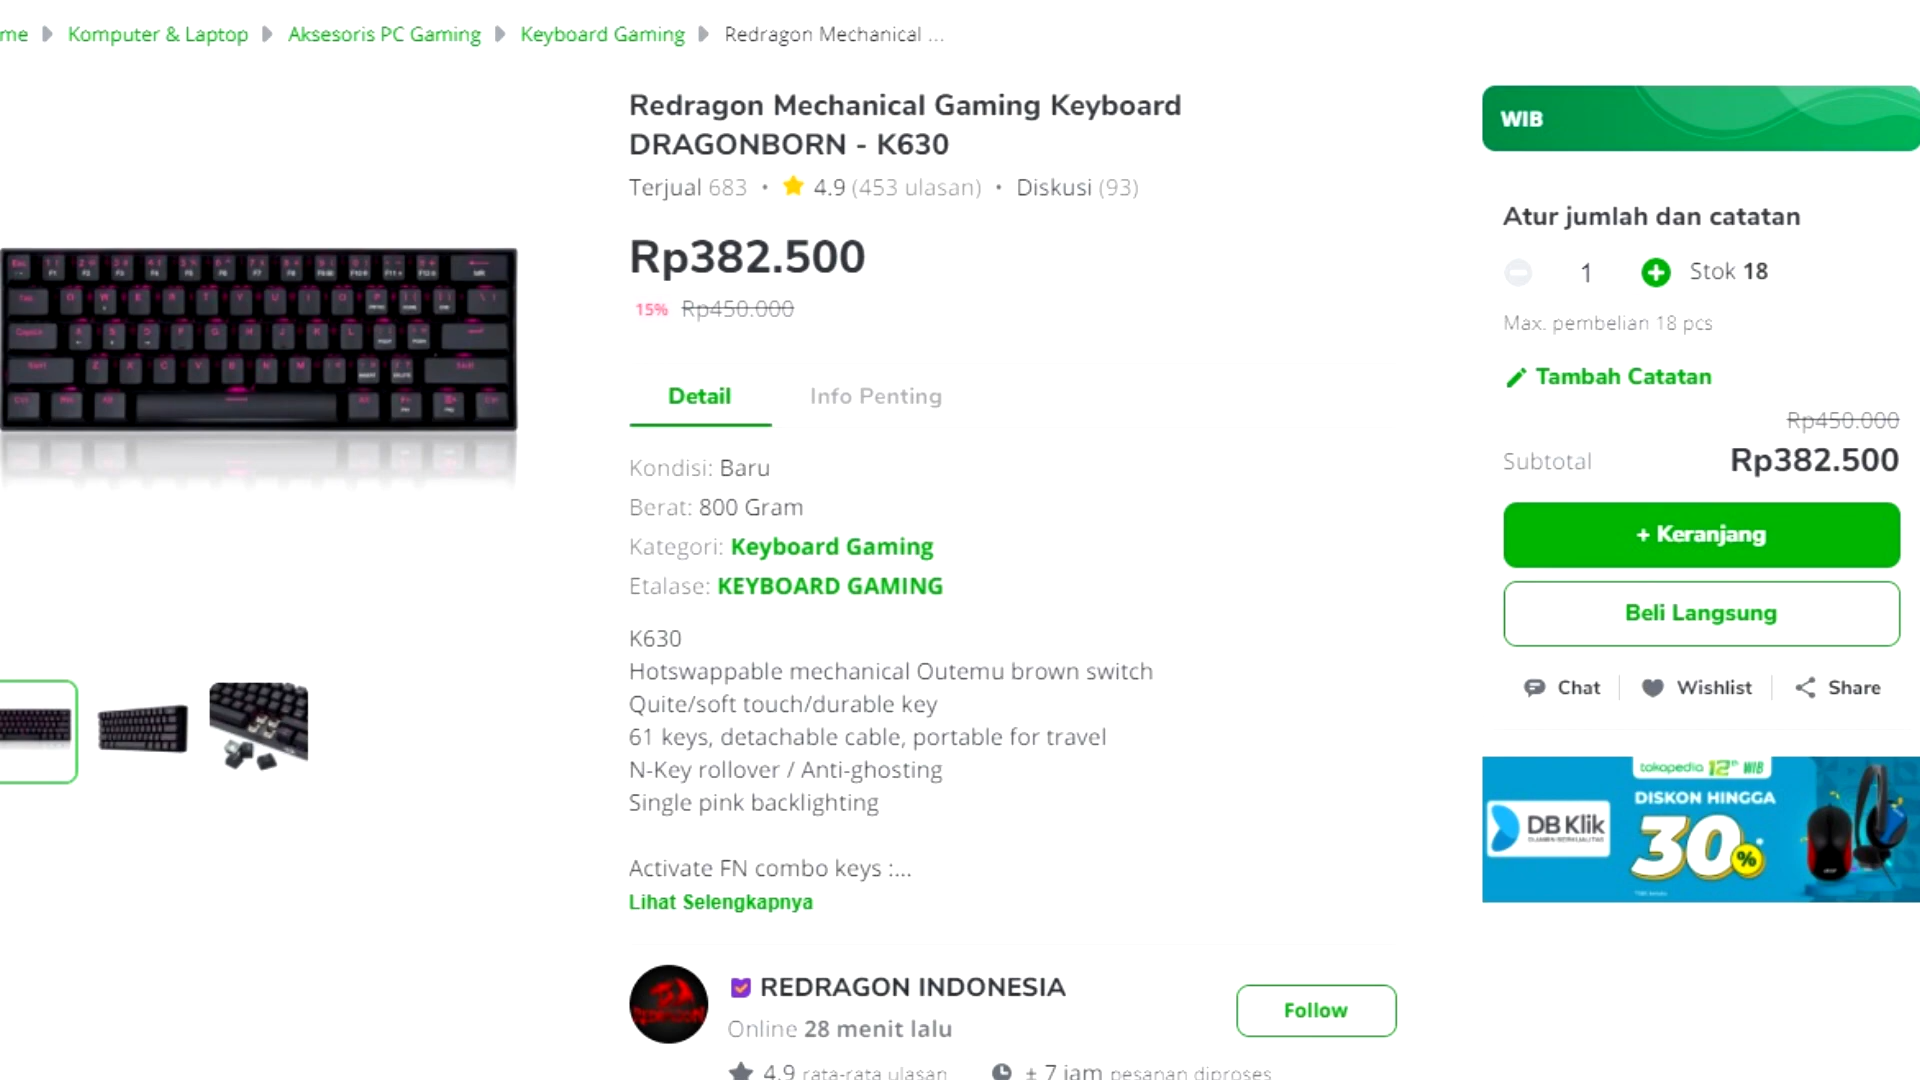 me Komputer & Laptop Aksesoris PC Gaming Keyboard Gaming Redragon Mechanical ...
Redragon Mechanical Gaming Keyboard
DRAGONBORN - K630
Terjual 683 • 4.9 (453 ulasan) • Diskusi (93)
Rp382.500
15% Rp450.000
Detail Info Penting
Kondisi: Baru
Berat: 800 Gram
Kategori: Keyboard Gaming
Etalase: KEYBOARD GAMING
K630
Hotswappable mechanical Outemu brown switch
Quite/soft touch/durable key
61 keys, detachable cable, portable for travel
N-Key rollover / Anti-ghosting
Single pink backlighting
Activate FN combo keys :...
Lihat Selengkapnya
REDRAGON INDONESIA
Online 28 menit lalu
Follow
4.9 rata-rata ulasan ± 7 jam pesanan diproses
WIB
Atur jumlah dan catatan
1 Stok 18
Max. pembelian 18 pcs
Tambah Catatan
Rp450.000
Subtotal Rp382.500
+ Keranjang
Beli Langsung
Chat Wishlist Share
tokopedia 12th WIB
DISKON HINGGA
DB Klik
30%